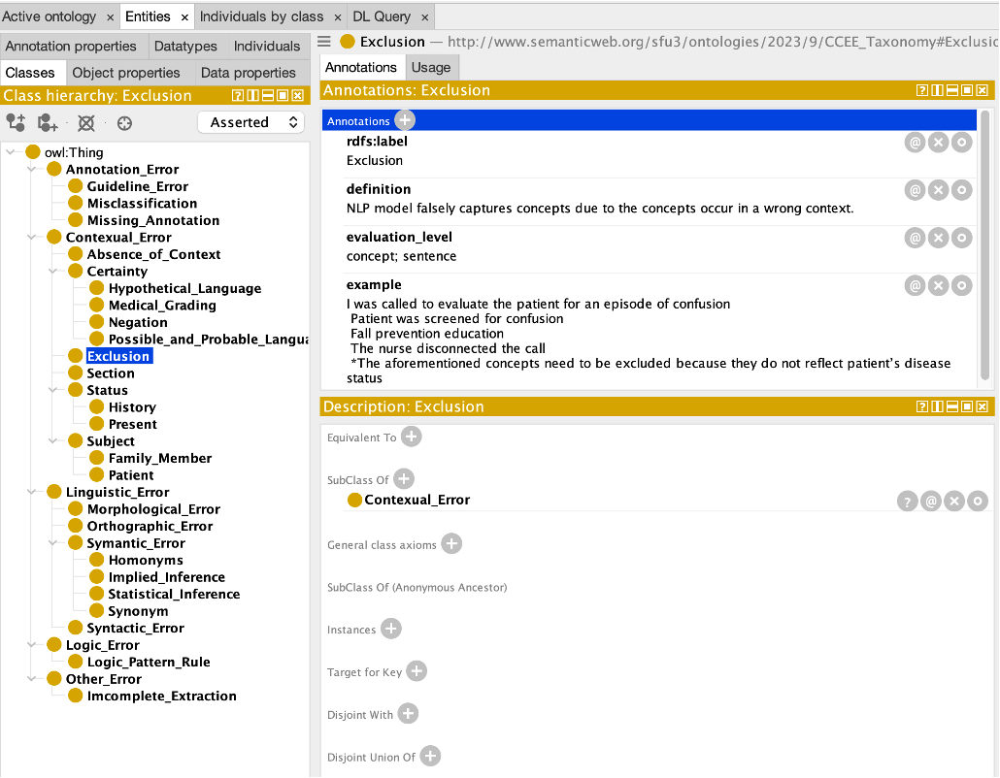 Active ontology × Entities × Individuals by class × DL Query ×
Annotation properties Datatypes Individuals
Classes Object properties Data properties
Class hierarchy: Exclusion
Asserted
owl:Thing
Annotation_Error
Guideline_Error
Misclassification
Missing_Annotation
Contexual_Error
Absence_of_Context
Certainty
Hypothetical_Language
Medical_Grading
Negation
Possible_and_Probable_Langua
Exclusion
Section
Status
History
Present
Subject
Family_Member
Patient
Linguistic_Error
Morphological_Error
Orthographic_Error
Symantic_Error
Homonyms
Implied_Inference
Statistical_Inference
Synonym
Syntactic_Error
Logic_Error
Logic_Pattern_Rule
Other_Error
Imcomplete_Extraction
Exclusion — http://www.semanticweb.org/sfu3/ontologies/2023/9/CCEE_Taxonomy#Exclusic
Annotations Usage
Annotations: Exclusion
Annotations
rdfs:label
Exclusion
definition
NLP model falsely captures concepts due to the concepts occur in a wrong context.
evaluation_level
concept; sentence
example
I was called to evaluate the patient for an episode of confusion
Patient was screened for confusion
Fall prevention education
The nurse disconnected the call
*The aforementioned concepts need to be excluded because they do not reflect patient's disease
status
Description: Exclusion
Equivalent To
SubClass Of
Contexual_Error
General class axioms
SubClass Of (Anonymous Ancestor)
Instances
Target for Key
Disjoint With
Disjoint Union Of